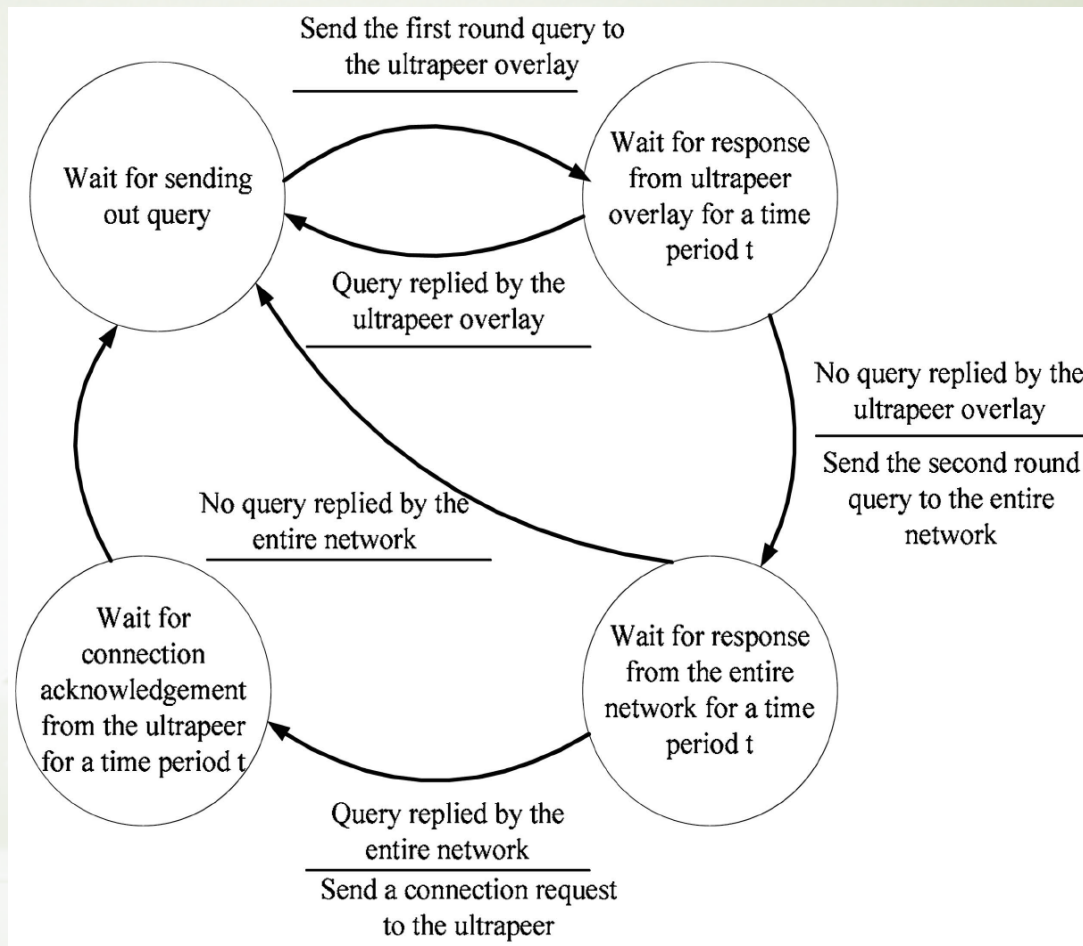 Send the first round query to
the ultrapeer overlay
Wait for sending
out query
Wait for response
from ultrapeer
overlay for a time
period t
Query replied by the
ultrapeer overlay
No query replied by the
ultrapeer overlay
Send the second round
query to the entire
network
No query replied by the
entire network
Wait for
connection
acknowledgement
from the ultrapeer
for a time period t
Wait for response
from the entire
network for a time
period t
Query replied by the
entire network
Send a connection request
to the ultrapeer